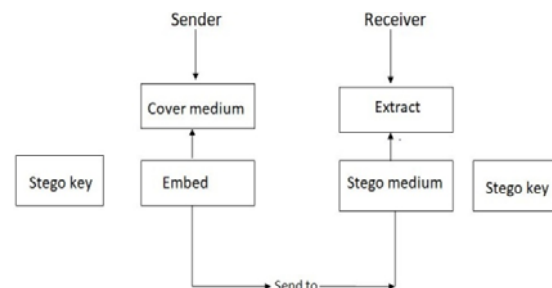 Sender Receiver
Cover medium Extract
Stego key Embed Stego medium Stego key
Send to